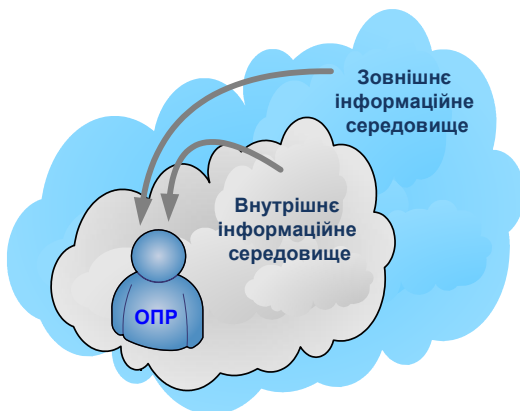 Зовнішнє
інформаційне
середовище
Внутрішнє
інформаційне
середовище
ОПР